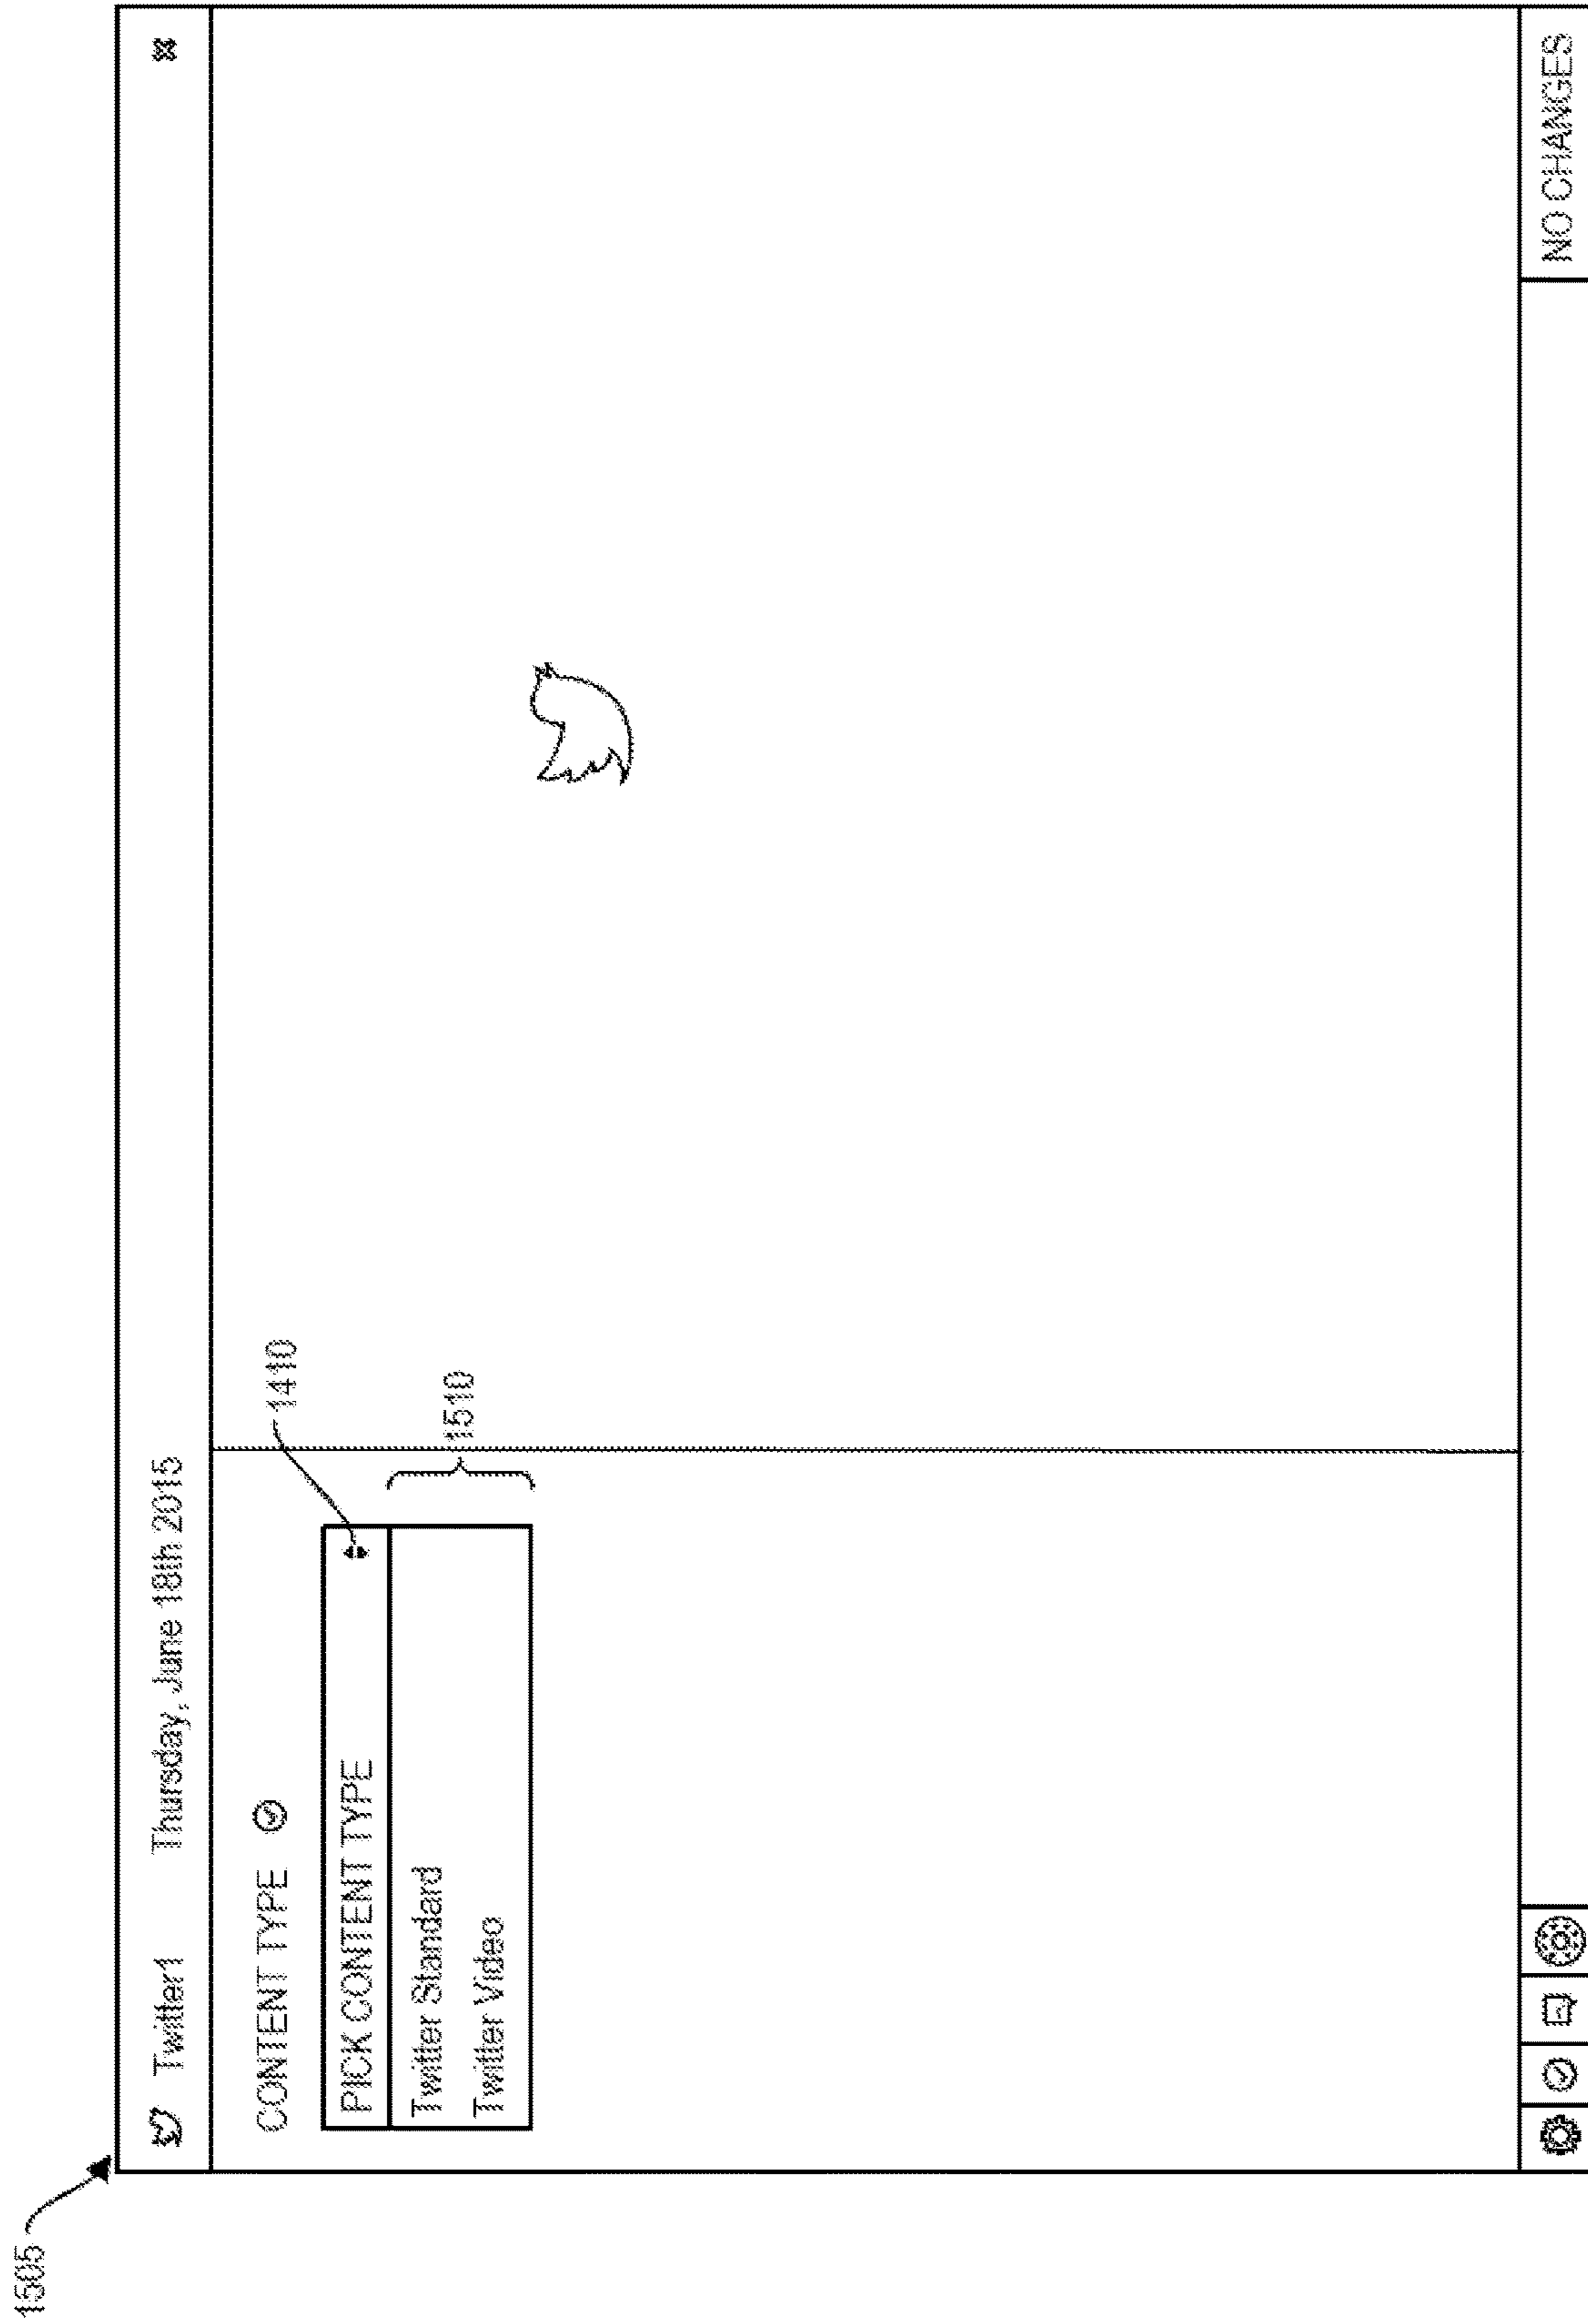 1505
Twitter1 Thursday, June 18th 2015
CONTENT TYPE
1410
PICK CONTENT TYPE
1510
Twitter Standard
Twitter Video
NO CHANGES